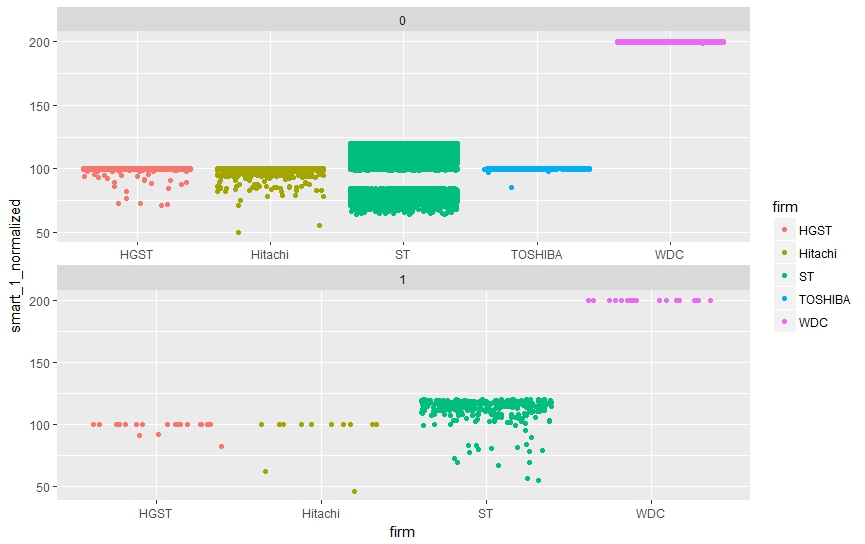 0
200
150
100
50
HGST Hitachi ST TOSHIBA WDC
1
200
150
100
50
HGST Hitachi ST WDC
firm
smart_1_normalized
firm
HGST
Hitachi
ST
TOSHIBA
WDC